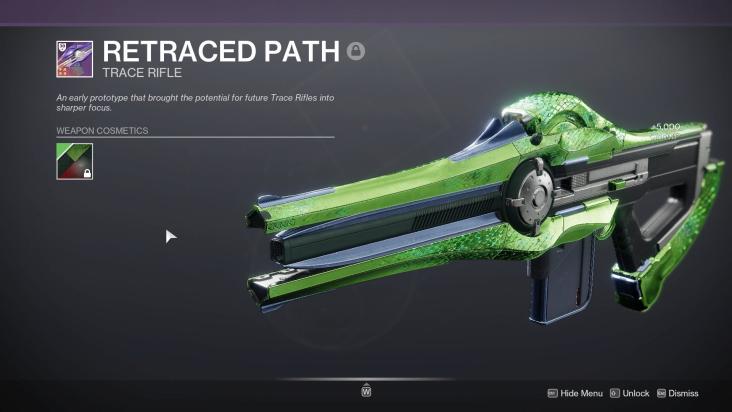 RETRACED PATH
TRACE RIFLE
An early prototype that brought the potential for future Trace Rifles into
sharper focus.
WEAPON COSMETICS
+5,000
W
Hide Menu Unlock Dismiss